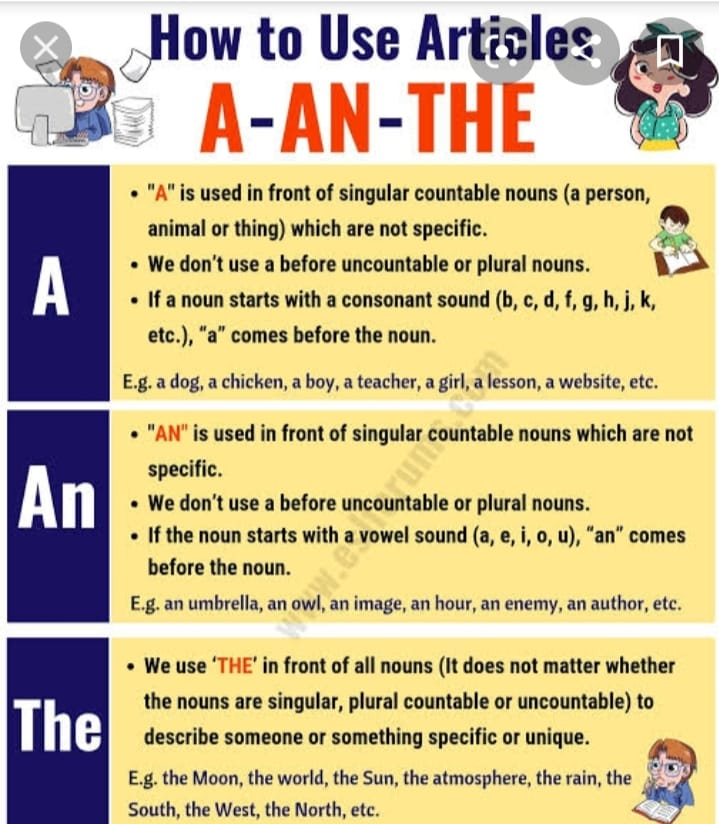 How to Use Articles
A-AN-THE
A
• "A" is used in front of singular countable nouns (a person,
animal or thing) which are not specific.
• We don't use a before uncountable or plural nouns.
• If a noun starts with a consonant sound (b, c, d, f, g, h, j, k,
etc.), "a" comes before the noun.
E.g. a dog, a chicken, a boy, a teacher, a girl, a lesson, a website, etc.
An
• "AN" is used in front of singular countable nouns which are not
specific.
• We don't use a before uncountable or plural nouns.
• If the noun starts with a vowel sound (a, e, i, o, u), "an" comes
before the noun.
E.g. an umbrella, an owl, an image, an hour, an enemy, an author, etc.
The
• We use 'THE' in front of all nouns (It does not matter whether
the nouns are singular, plural countable or uncountable) to
describe someone or something specific or unique.
E.g. the Moon, the world, the Sun, the atmosphere, the rain, the
South, the West, the North, etc.
www.eslforums.com